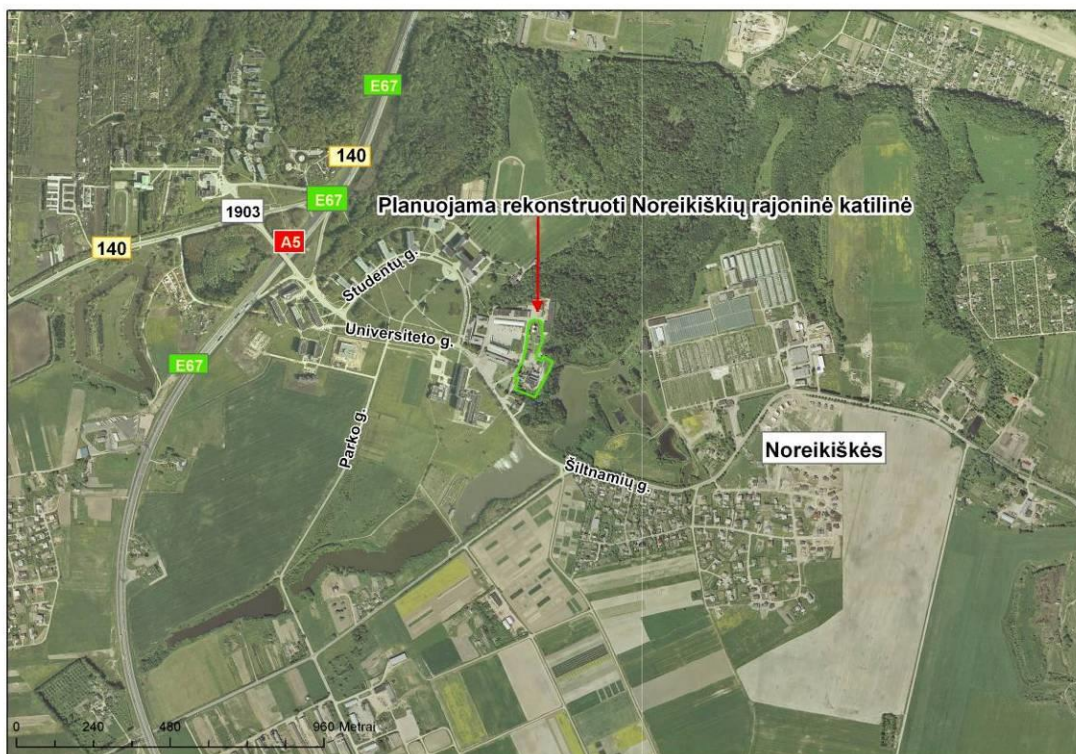 E67
140
E67
1903
A5
140
Planuojama rekonstruoti Noreikiškių rajoninė katilinė
Studentų g.
Universiteto g.
E67
Parko g.
Noreikiškės
Šiltnamių g.
0 240 480 960 Metrai